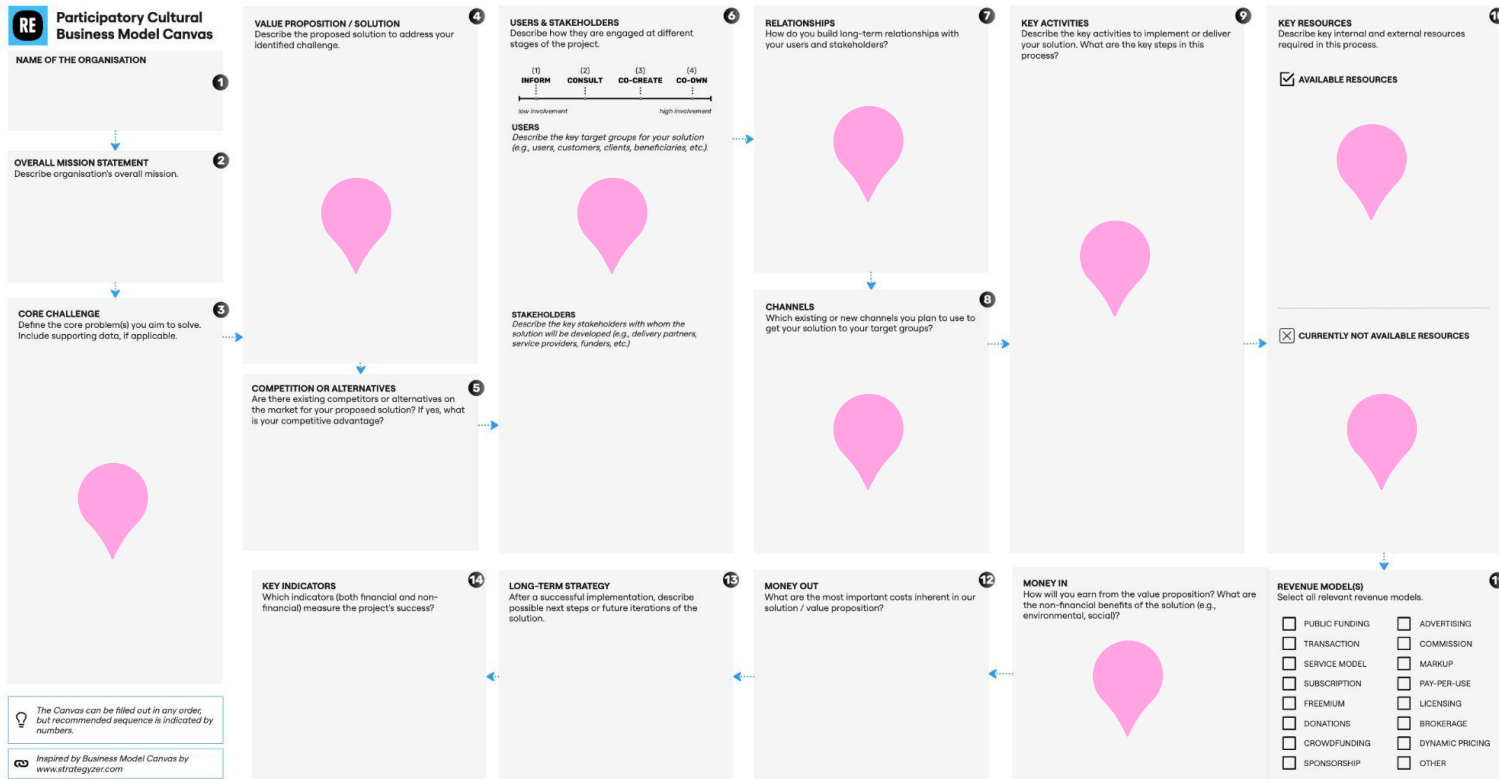 RE
Participatory Cultural
Business Model Canvas
NAME OF THE ORGANISATION
1
OVERALL MISSION STATEMENT
2
Describe organisation's overall mission.
CORE CHALLENGE
3
Define the core problem(s) you aim to solve.
Include supporting data, if applicable.
The Canvas can be filled out in any order,
but recommended sequence is indicated by
numbers.
Inspired by Business Model Canvas by
www.strategyzer.com
VALUE PROPOSITION / SOLUTION
4
Describe the proposed solution to address your
identified challenge.
COMPETITION OR ALTERNATIVES
5
Are there existing competitors or alternatives on
the market for your proposed solution? If yes, what
is your competitive advantage?
USERS & STAKEHOLDERS
6
Describe how they are engaged at different
stages of the project.
(1) (2) (3) (4)
INFORM CONSULT CO-CREATE CO-OWN
low involvement high involvement
USERS
Describe the key target groups for your solution
(e.g., users, customers, clients, beneficiaries, etc.).
STAKEHOLDERS
Describe the key stakeholders with whom the
solution will be developed (e.g., delivery partners,
service providers, funders, etc.)
RELATIONSHIPS
7
How do you build long-term relationships with
your users and stakeholders?
CHANNELS
8
Which existing or new channels you plan to use to
get your solution to your target groups?
KEY ACTIVITIES
9
Describe the key activities to implement or deliver
your solution. What are the key steps in this
process?
KEY RESOURCES
Describe key internal and external resources
required in this process.
AVAILABLE RESOURCES
CURRENTLY NOT AVAILABLE RESOURCES
REVENUE MODEL(S)
Select all relevant revenue models.
PUBLIC FUNDING ADVERTISING
TRANSACTION COMMISSION
SERVICE MODEL MARKUP
SUBSCRIPTION PAY-PER-USE
FREEMIUM LICENSING
DONATIONS BROKERAGE
CROWDFUNDING DYNAMIC PRICING
SPONSORSHIP OTHER
MONEY IN
How will you earn from the value proposition? What are
the non-financial benefits of the solution (e.g.,
environmental, social)?
MONEY OUT
12
What are the most important costs inherent in our
solution / value proposition?
LONG-TERM STRATEGY
13
After a successful implementation, describe
possible next steps or future iterations of the
solution.
KEY INDICATORS
14
Which indicators (both financial and non-
financial) measure the project's success?